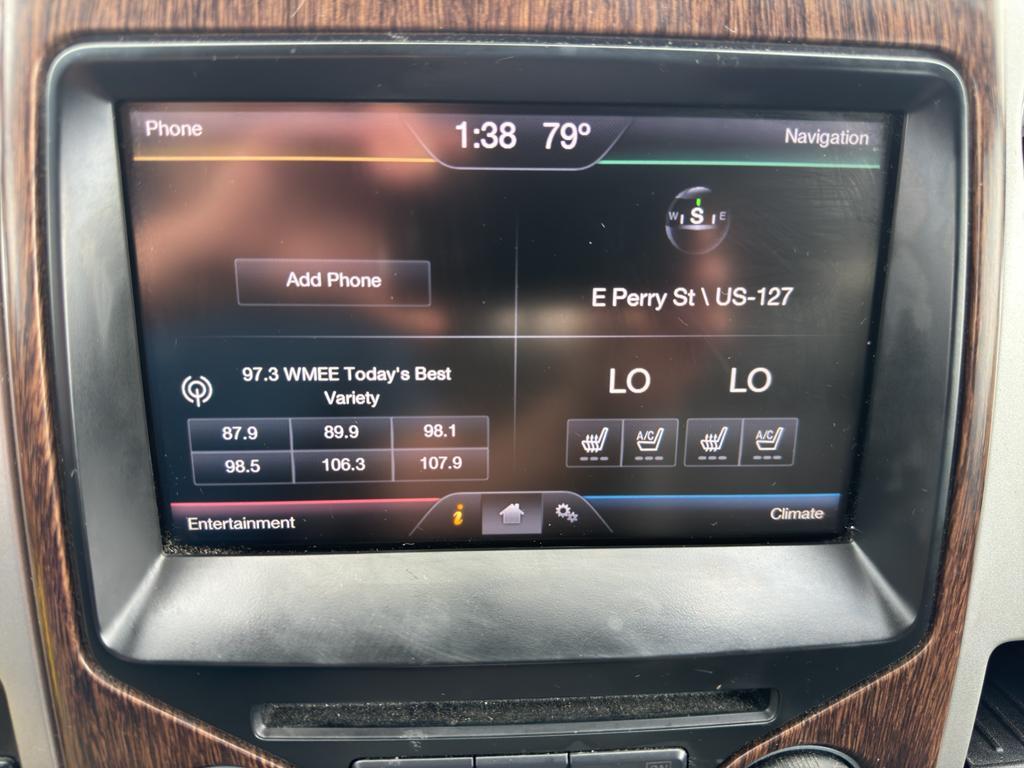 Phone
1:38 79º
Navigation
W S E
Add Phone
E Perry St \ US-127
97.3 WMEE Today's Best
Variety
LO LO
87.9 89.9 98.1
98.5 106.3 107.9
A/C A/C
Entertainment
i
Climate